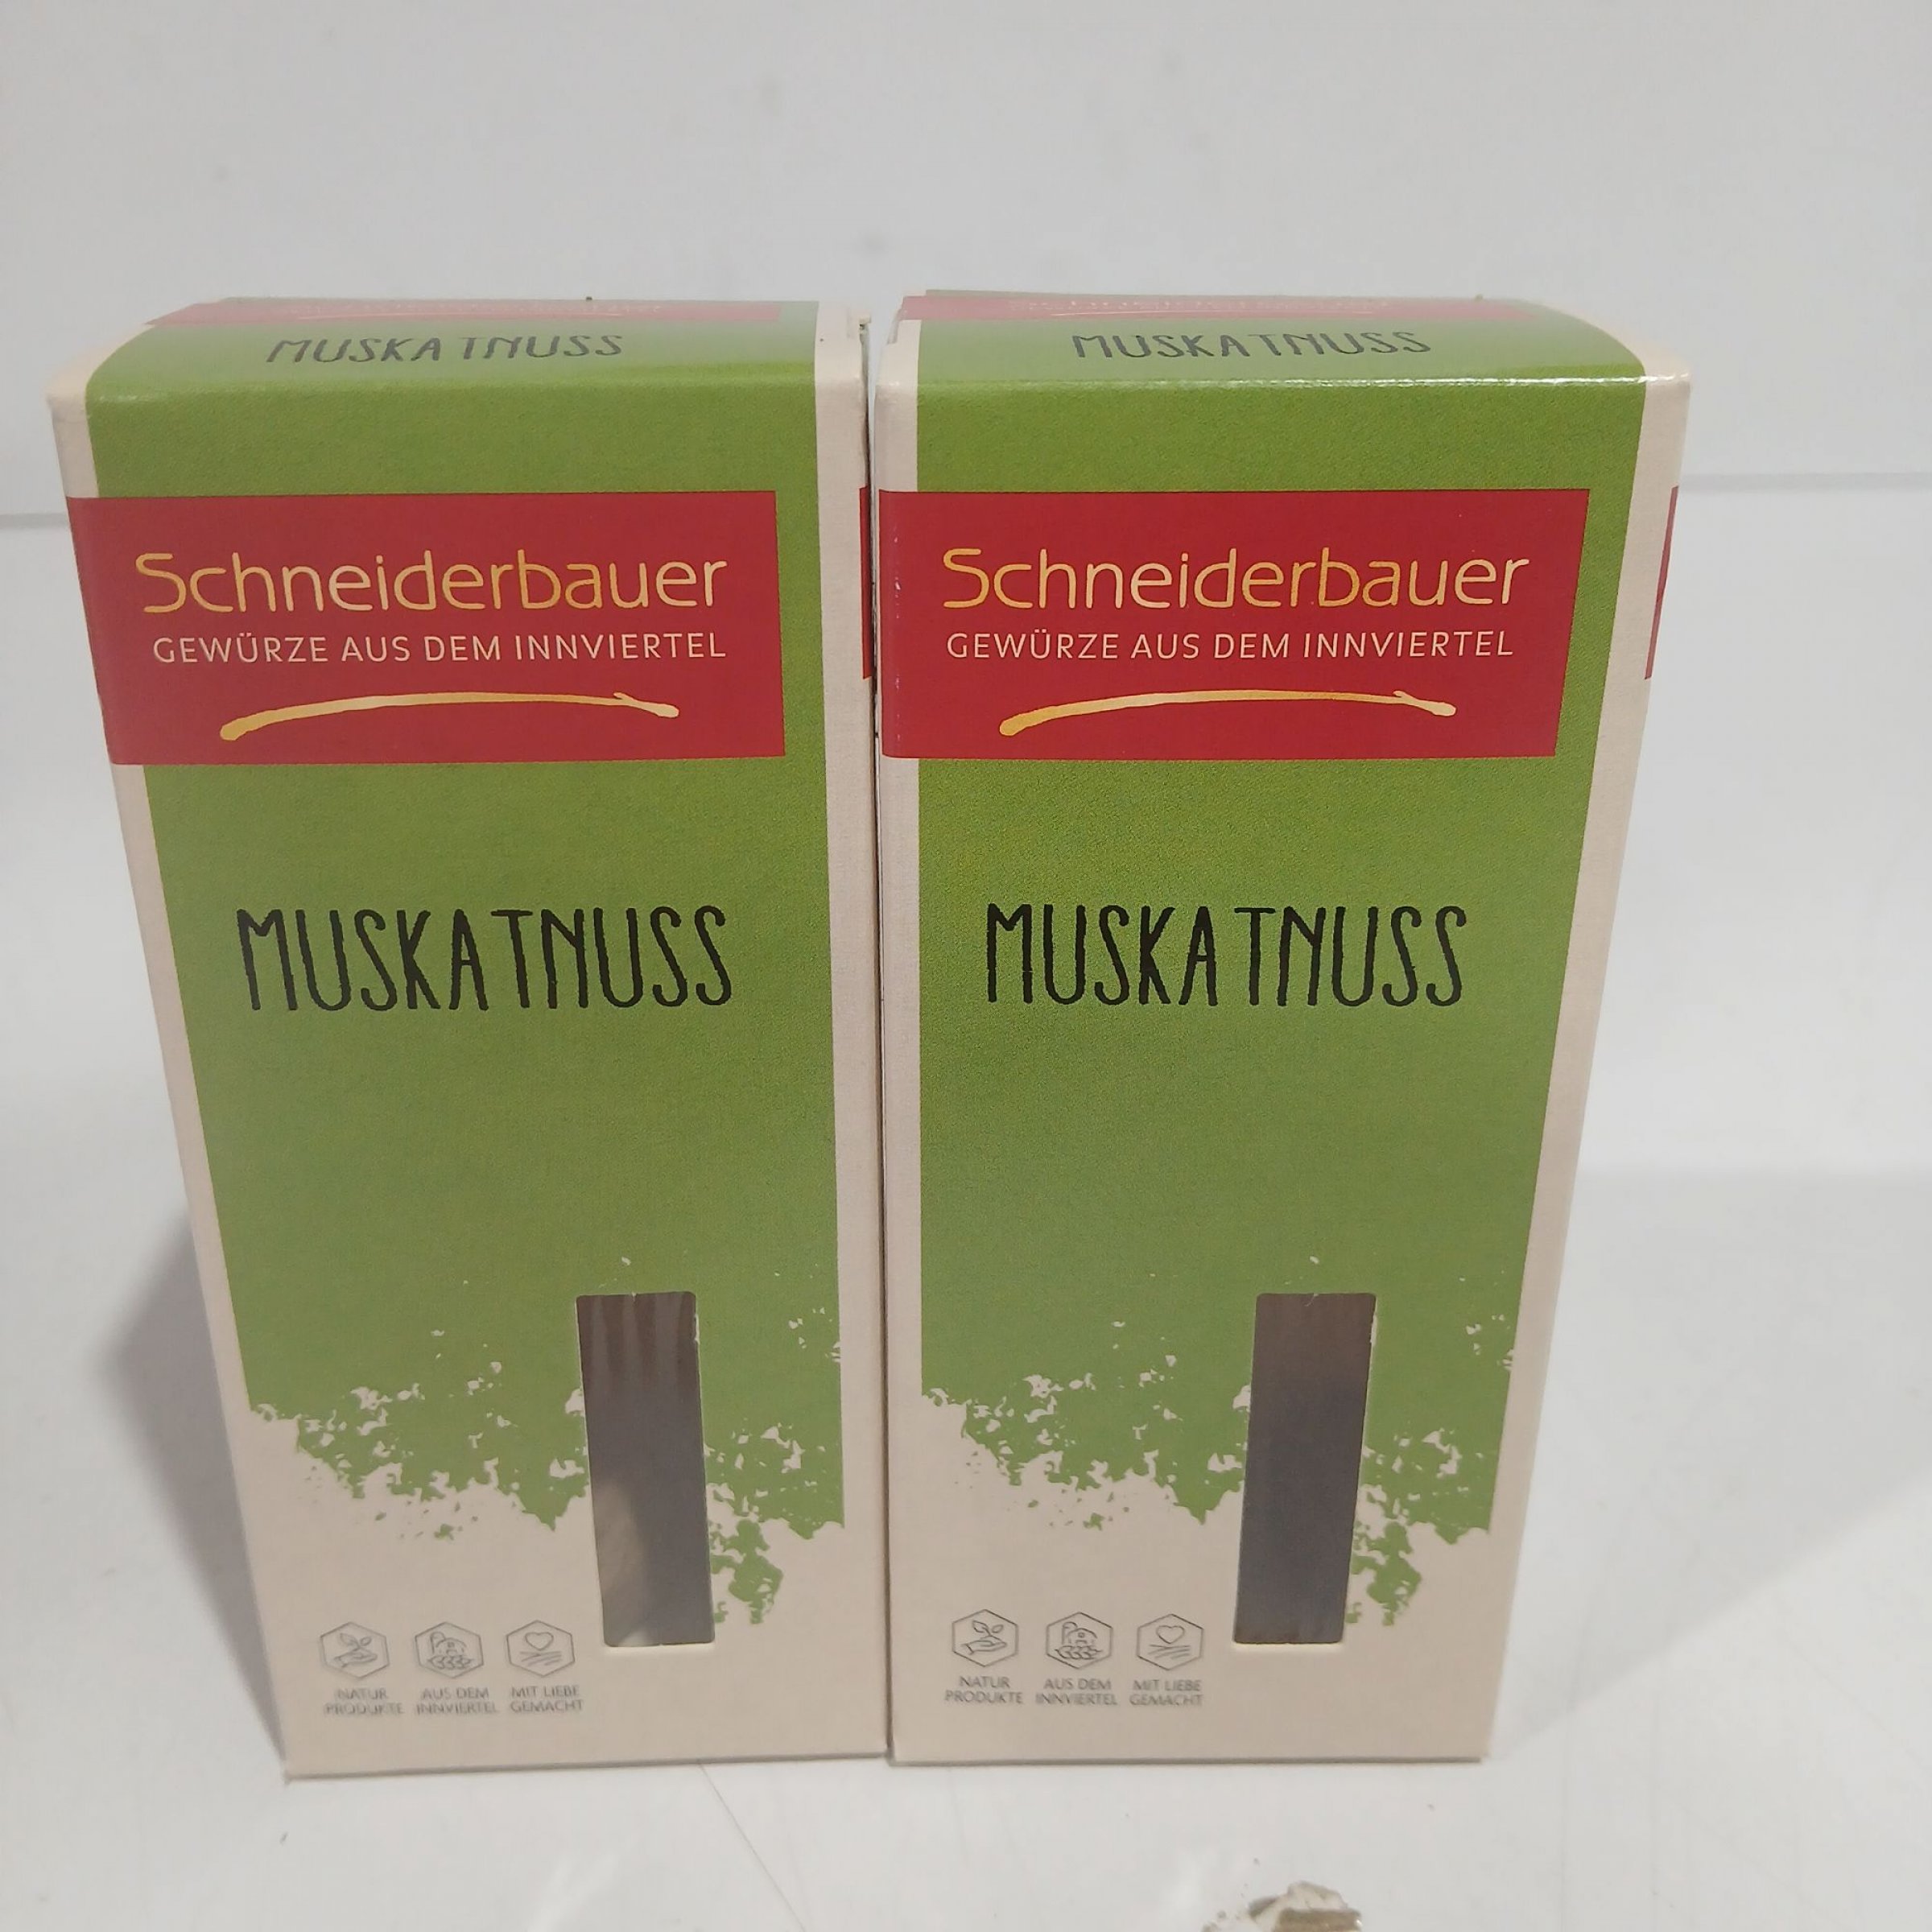 MUSKATNUSS
Schneiderbauer
GEWÜRZE AUS DEM INNVIERTEL
MUSKATNUSS
NATUR
PRODUKTE
AUS DEM
INNVIERTEL
MIT LIEBE
GEMACHT
MUSKATNUSS
Schneiderbauer
GEWÜRZE AUS DEM INNVIERTEL
MUSKATNUSS
NATUR
PRODUKTE
AUS DEM
INNVIERTEL
MIT LIEBE
GEMACHT